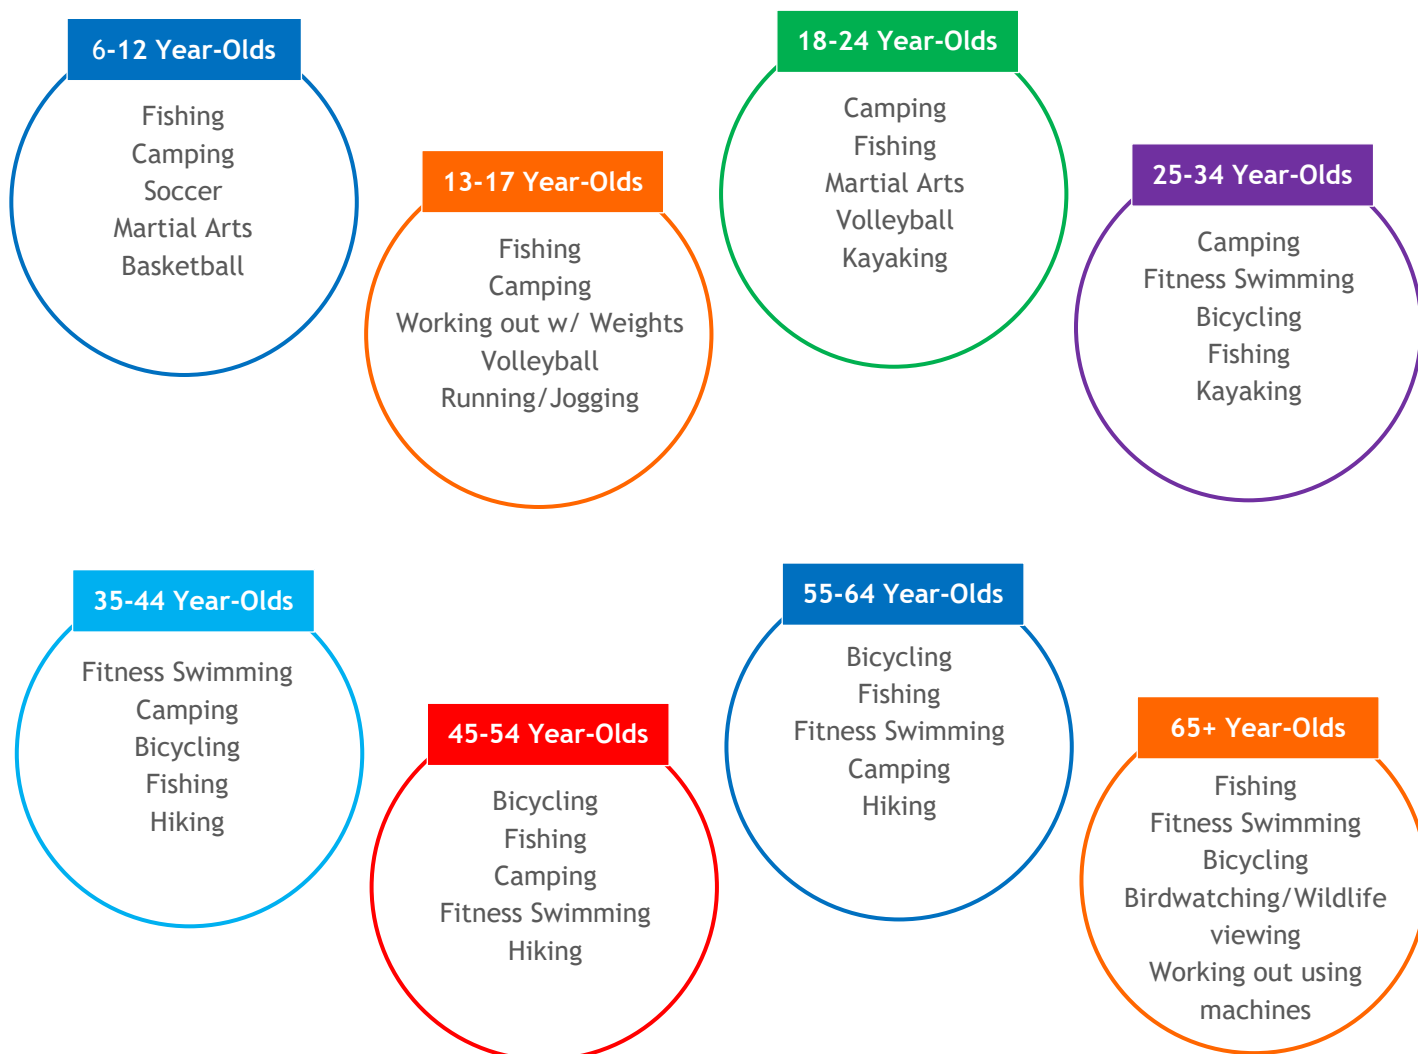 6-12 Year-Olds
Fishing
Camping
Soccer
Martial Arts
Basketball
13-17 Year-Olds
Fishing
Camping
Working out w/ Weights
Volleyball
Running/Jogging
18-24 Year-Olds
Camping
Fishing
Martial Arts
Volleyball
Kayaking
25-34 Year-Olds
Camping
Fitness Swimming
Bicycling
Fishing
Kayaking
35-44 Year-Olds
Fitness Swimming
Camping
Bicycling
Fishing
Hiking
45-54 Year-Olds
Bicycling
Fishing
Camping
Fitness Swimming
Hiking
55-64 Year-Olds
Bicycling
Fishing
Fitness Swimming
Camping
Hiking
65+ Year-Olds
Fishing
Fitness Swimming
Bicycling
Birdwatching/Wildlife
viewing
Working out using
machines